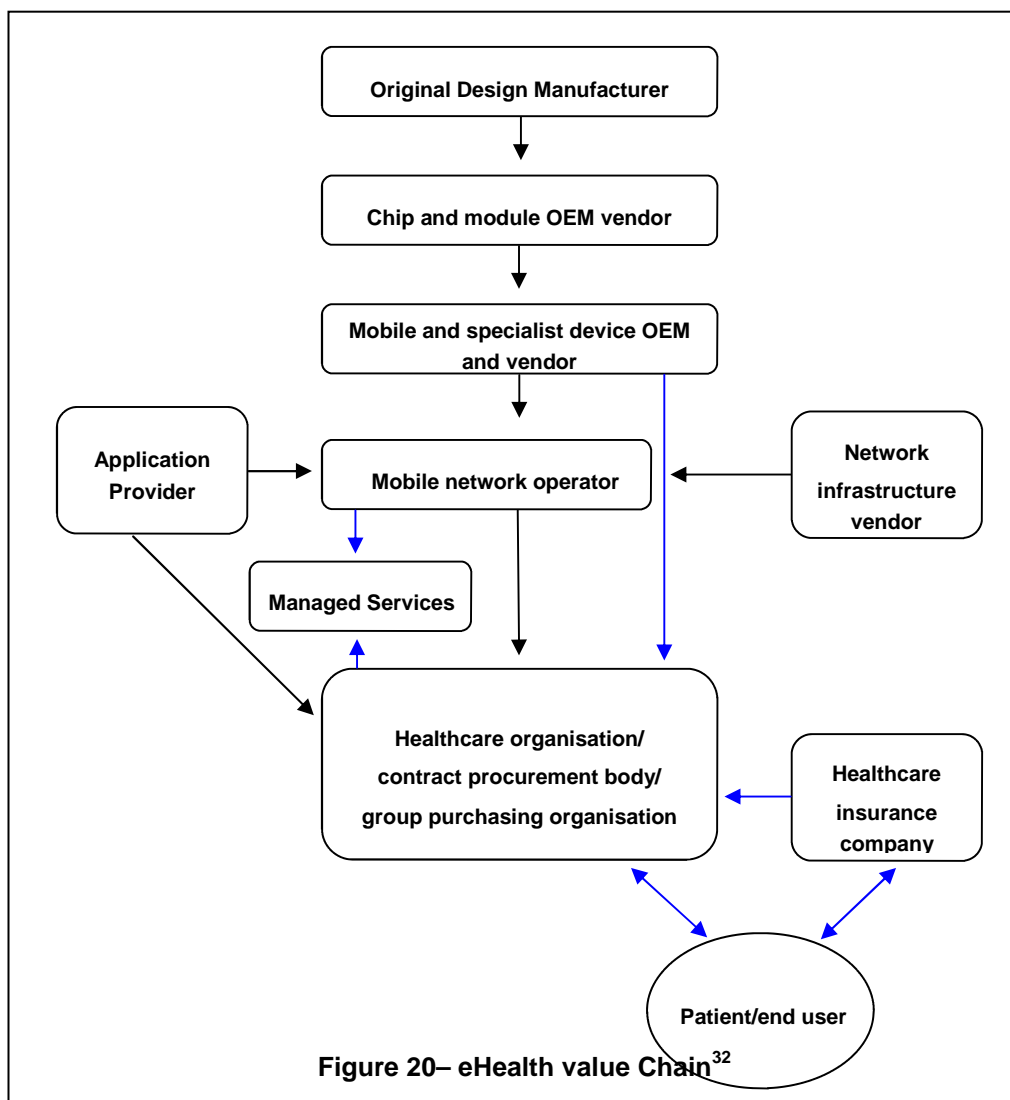 Original Design Manufacturer
Chip and module OEM vendor
Mobile and specialist device OEM
and vendor
Application
Provider
Mobile network operator
Network
infrastructure
vendor
Managed Services
Healthcare organisation/
contract procurement body/
group purchasing organisation
Healthcare
insurance
company
Patient/end user
Figure 20– eHealth value Chain32